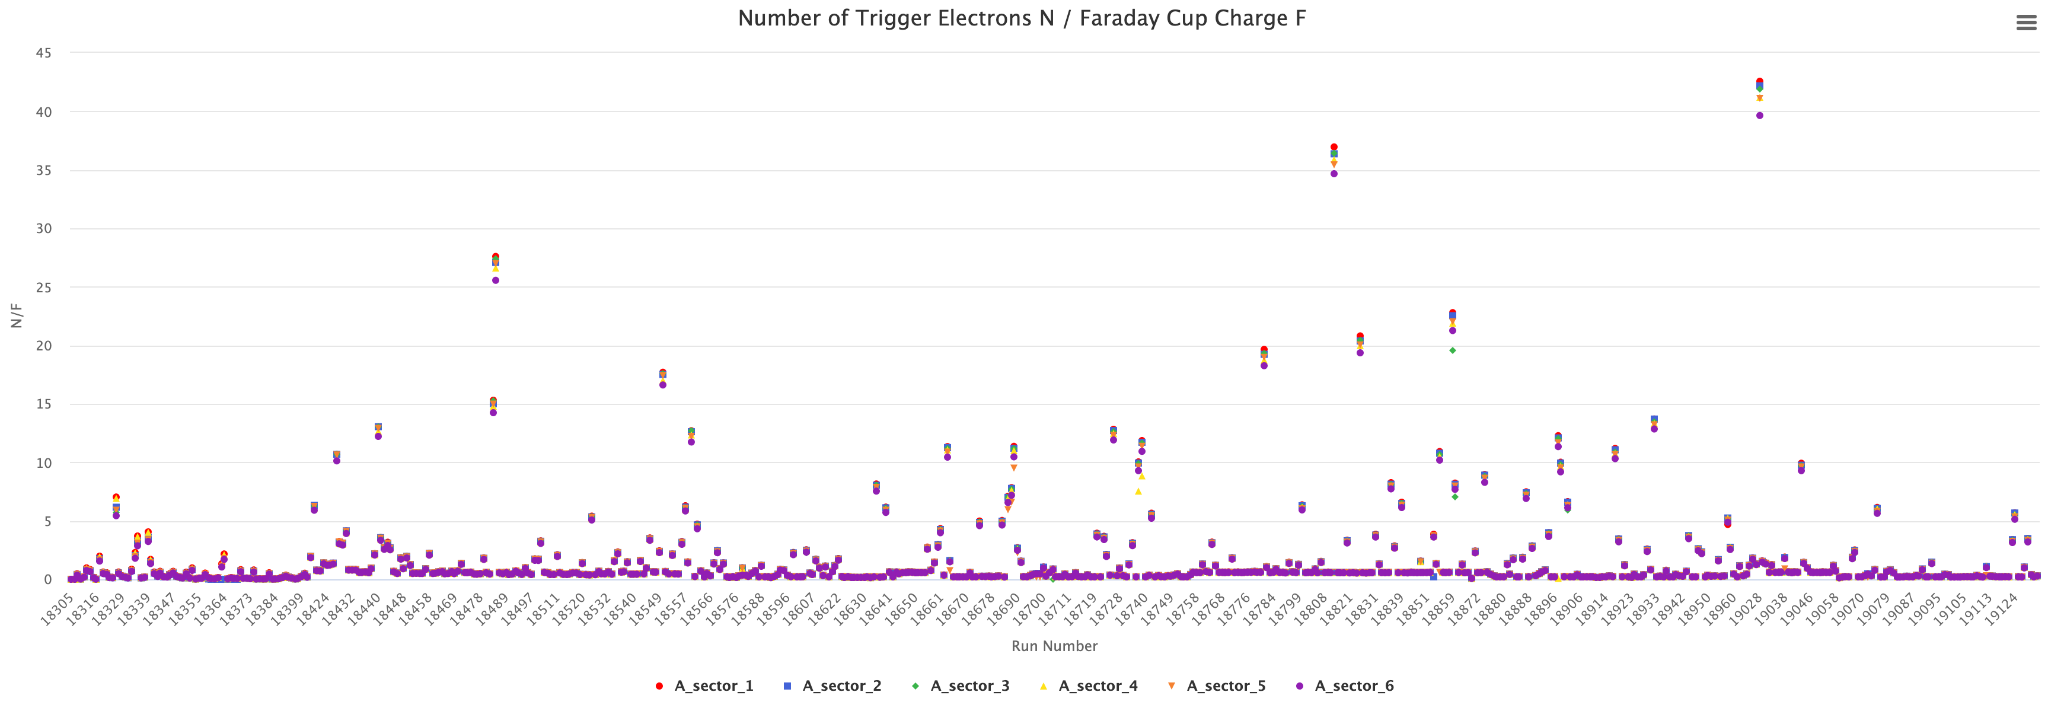 Number of Trigger Electrons N / Faraday Cup Charge F
45
40
35
30
25
20
15
10
5
0
N/F
18305 18316 18329 18339 18347 18355 18364 18373 18384 18399 18424 18432 18440 18448 18458 18469 18478 18489 18497 18511 18520 18532 18540 18549 18557 18566 18576 18588 18596 18607 18622 18630 18641 18650 18661 18670 18678 18690 18700 18711 18719 18728 18740 18749 18758 18768 18776 18784 18799 18808 18821 18831 18839 18851 18859 18872 18880 18888 18896 18906 18914 18923 18933 18942 18950 18960 19028 19038 19046 19058 19070 19079 19087 19095 19105 19113 19124
Run Number
A_sector_1 A_sector_2 A_sector_3 A_sector_4 A_sector_5 A_sector_6